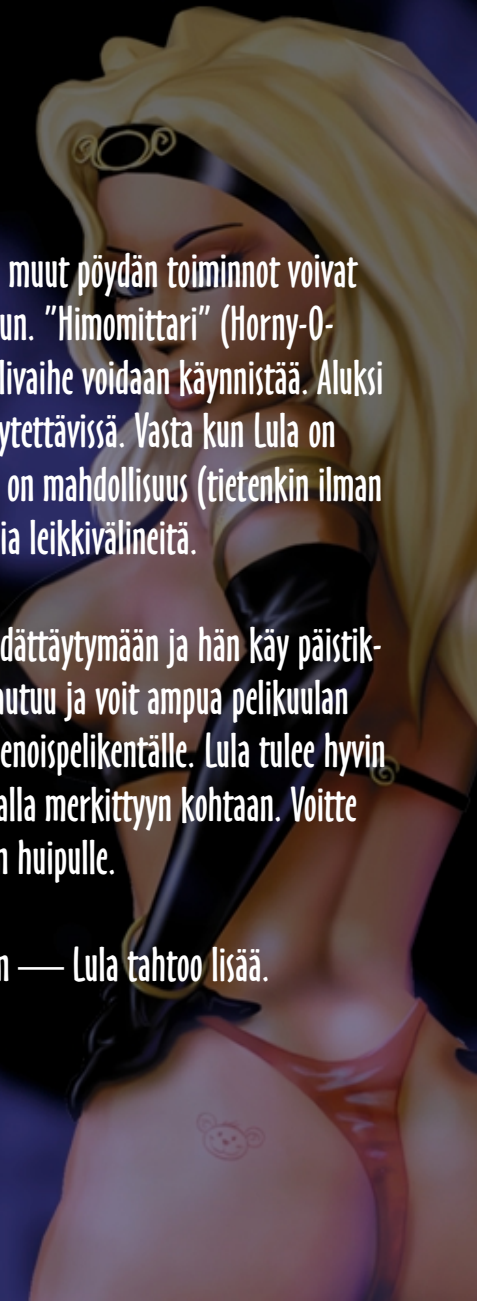 muut pöydän toiminnot voivat
un. ”Himomittari” (Horny-O-
livaihe voidaan käynnistää. Aluksi
ytettävissä. Vasta kun Lula on
on mahdollisuus (tietenkin ilman
ia leikkivälineitä.
dättäytymään ja hän käy päistik-
autuu ja voit ampua pelikuulan
enoispelikentälle. Lula tulee hyvin
alla merkittyyn kohtaan. Voitte
n huipulle.
n — Lula tahtoo lisää.